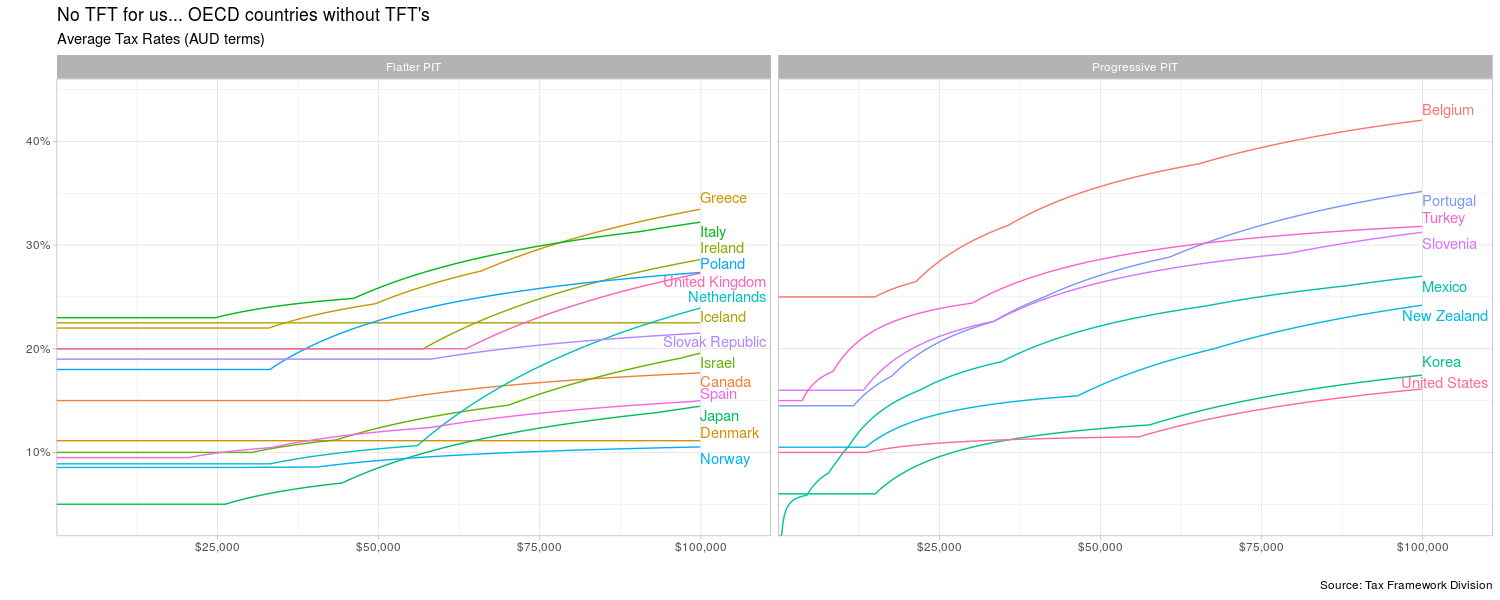 No TFT for us... OECD countries without TFT's
Average Tax Rates (AUD terms)
Flatter PIT
Progressive PIT
40%
30%
20%
10%
Greece
Italy
Ireland
Poland
United Kingdom
Netherlands
Iceland
Slovak Republic
Israel
Canada
Spain
Japan
Denmark
Norway
Belgium
Portugal
Turkey
Slovenia
Mexico
New Zealand
Korea
United States
$25,000
$50,000
$75,000
$100,000
$25,000
$50,000
$75,000
$100,000
Source: Tax Framework Division